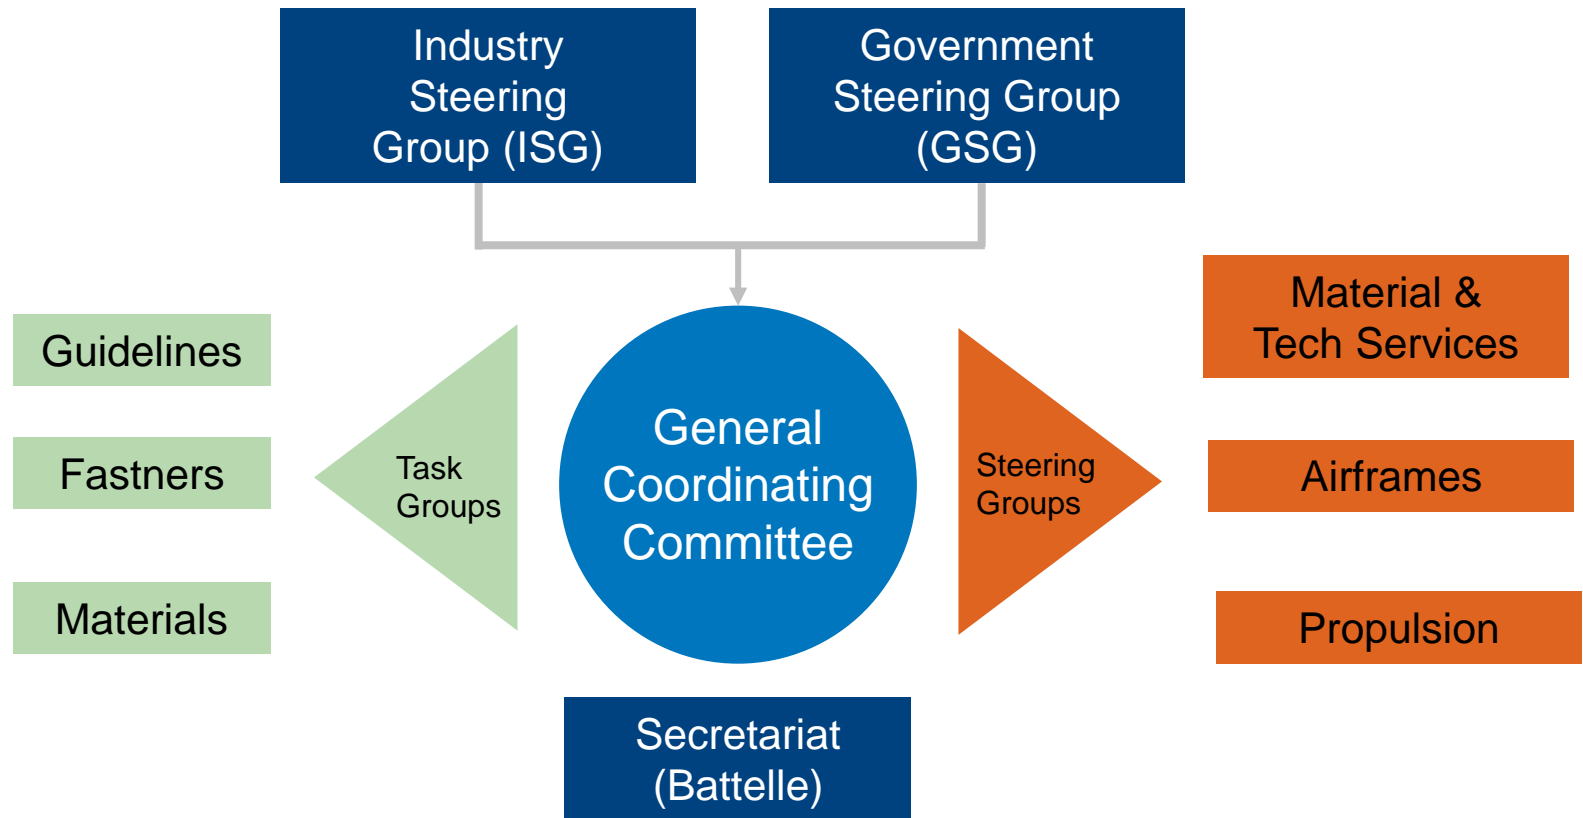 Industry
Steering
Group (ISG)
Government
Steering Group
(GSG)
Guidelines
Fastners
Materials
Task
Groups
General
Coordinating
Committee
Steering
Groups
Material &
Tech Services
Airframes
Propulsion
Secretariat
(Battelle)